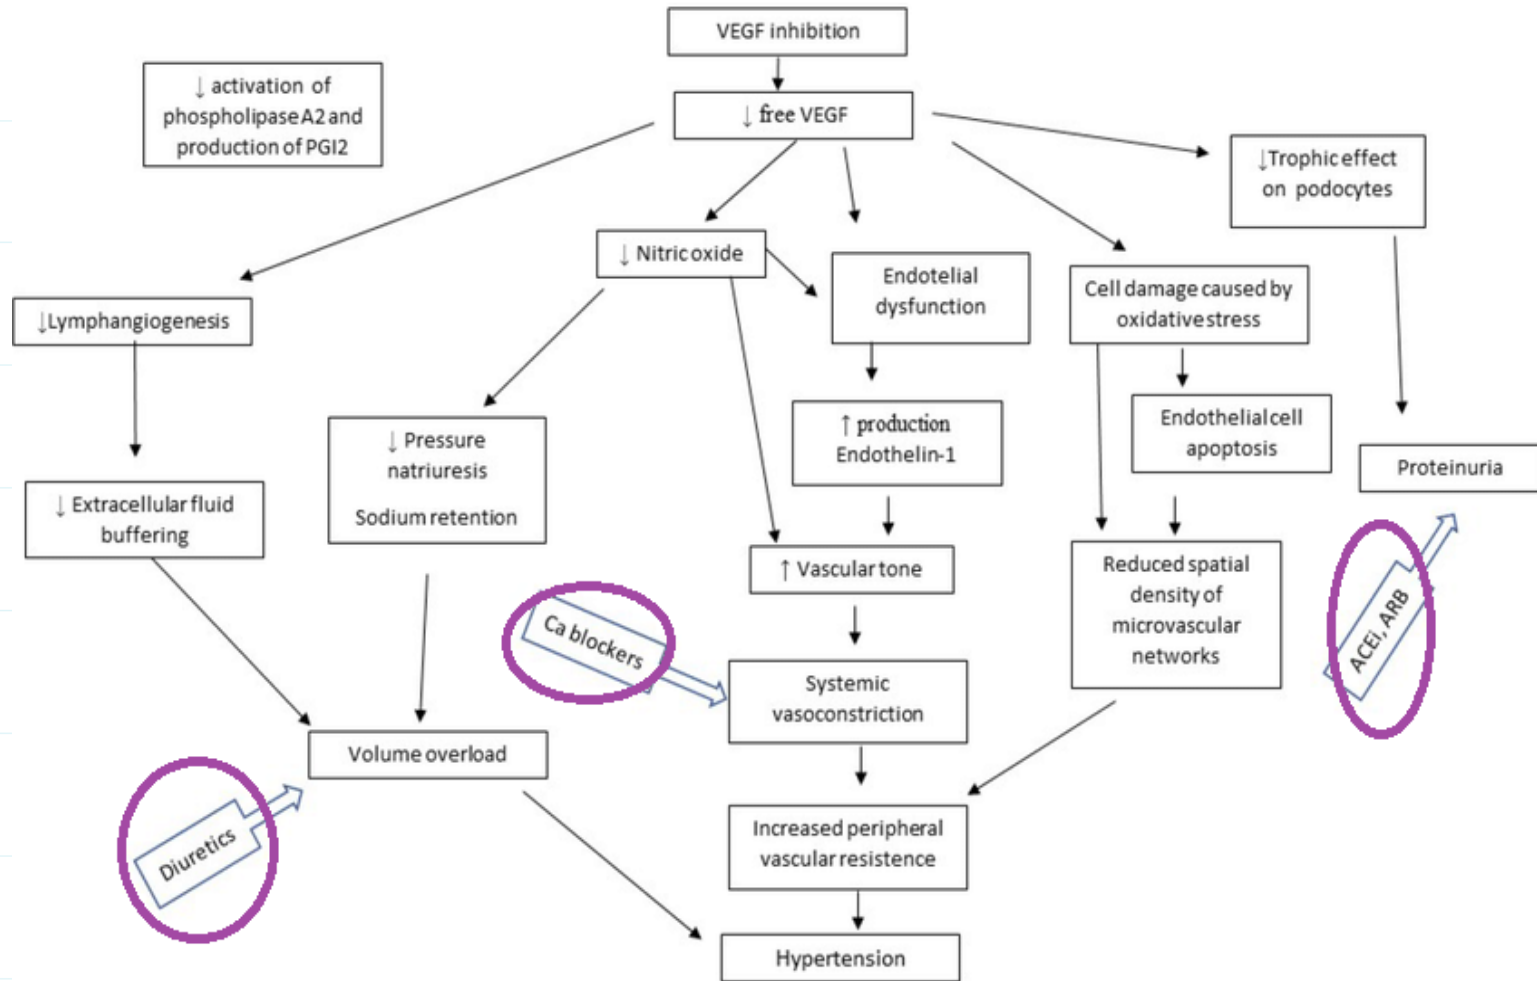 VEGF inhibition
↓ activation of
phospholipase A2 and
production of PGI2
↓ free VEGF
↓Trophic effect
on podocytes
↓ Nitric oxide
Endotelial
dysfunction
Cell damage caused by
oxidative stress
↓Lymphangiogenesis
↑ production
Endothelin-1
Endothelial cell
apoptosis
↓ Pressure
natriuresis
Sodium retention
Proteinuria
↓ Extracellular fluid
buffering
↑ Vascular tone
Reduced spatial
density of
microvascular
networks
Ca blockers
ACEi, ARB
Systemic
vasoconstriction
Volume overload
Diuretics
Increased peripheral
vascular resistence
Hypertension